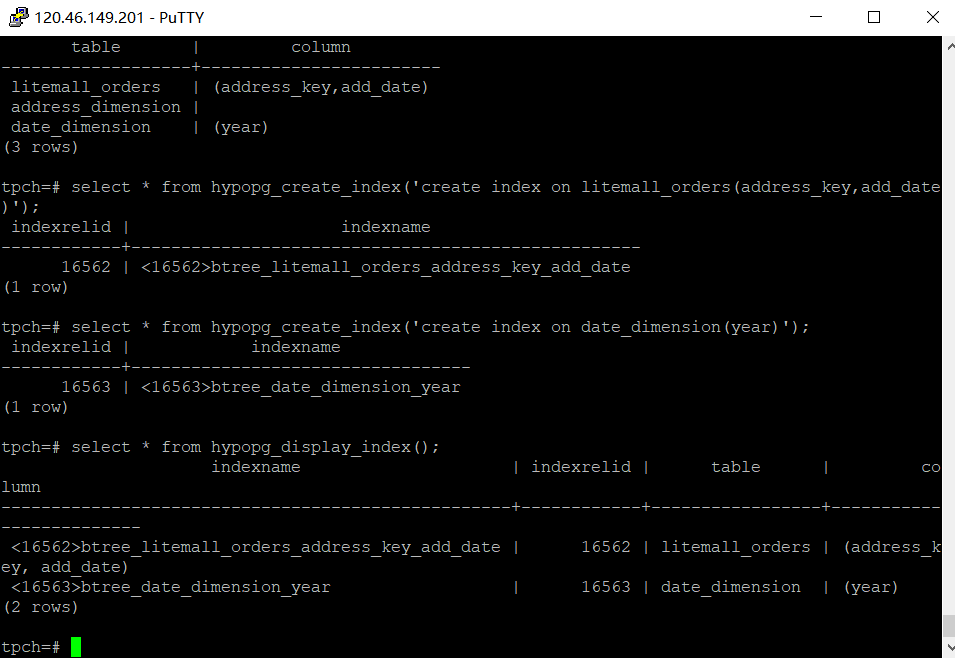 120.46.149.201 - PuTTY
        table        |         column
-------------------+------------------------
 litemall_orders   | (address_key,add_date)
 address_dimension |
 date_dimension    | (year)
(3 rows)

tpch=# select * from hypopg_create_index('create index on litemall_orders(address_key,add_date
)');
 indexrelid |                     indexname
------------+---------------------------------------------------
      16562 | <16562>btree_litemall_orders_address_key_add_date
(1 row)

tpch=# select * from hypopg_create_index('create index on date_dimension(year)');
 indexrelid |            indexname
------------+----------------------------------
      16563 | <16563>btree_date_dimension_year
(1 row)

tpch=# select * from hypopg_display_index();
                     indexname                     | indexrelid |      table      |         co
lumn
---------------------------------------------------+------------+-----------------+-----------
--------------
 <16562>btree_litemall_orders_address_key_add_date |      16562 | litemall_orders | (address_k
ey, add_date)
 <16563>btree_date_dimension_year                  |      16563 | date_dimension  | (year)
(2 rows)

tpch=#